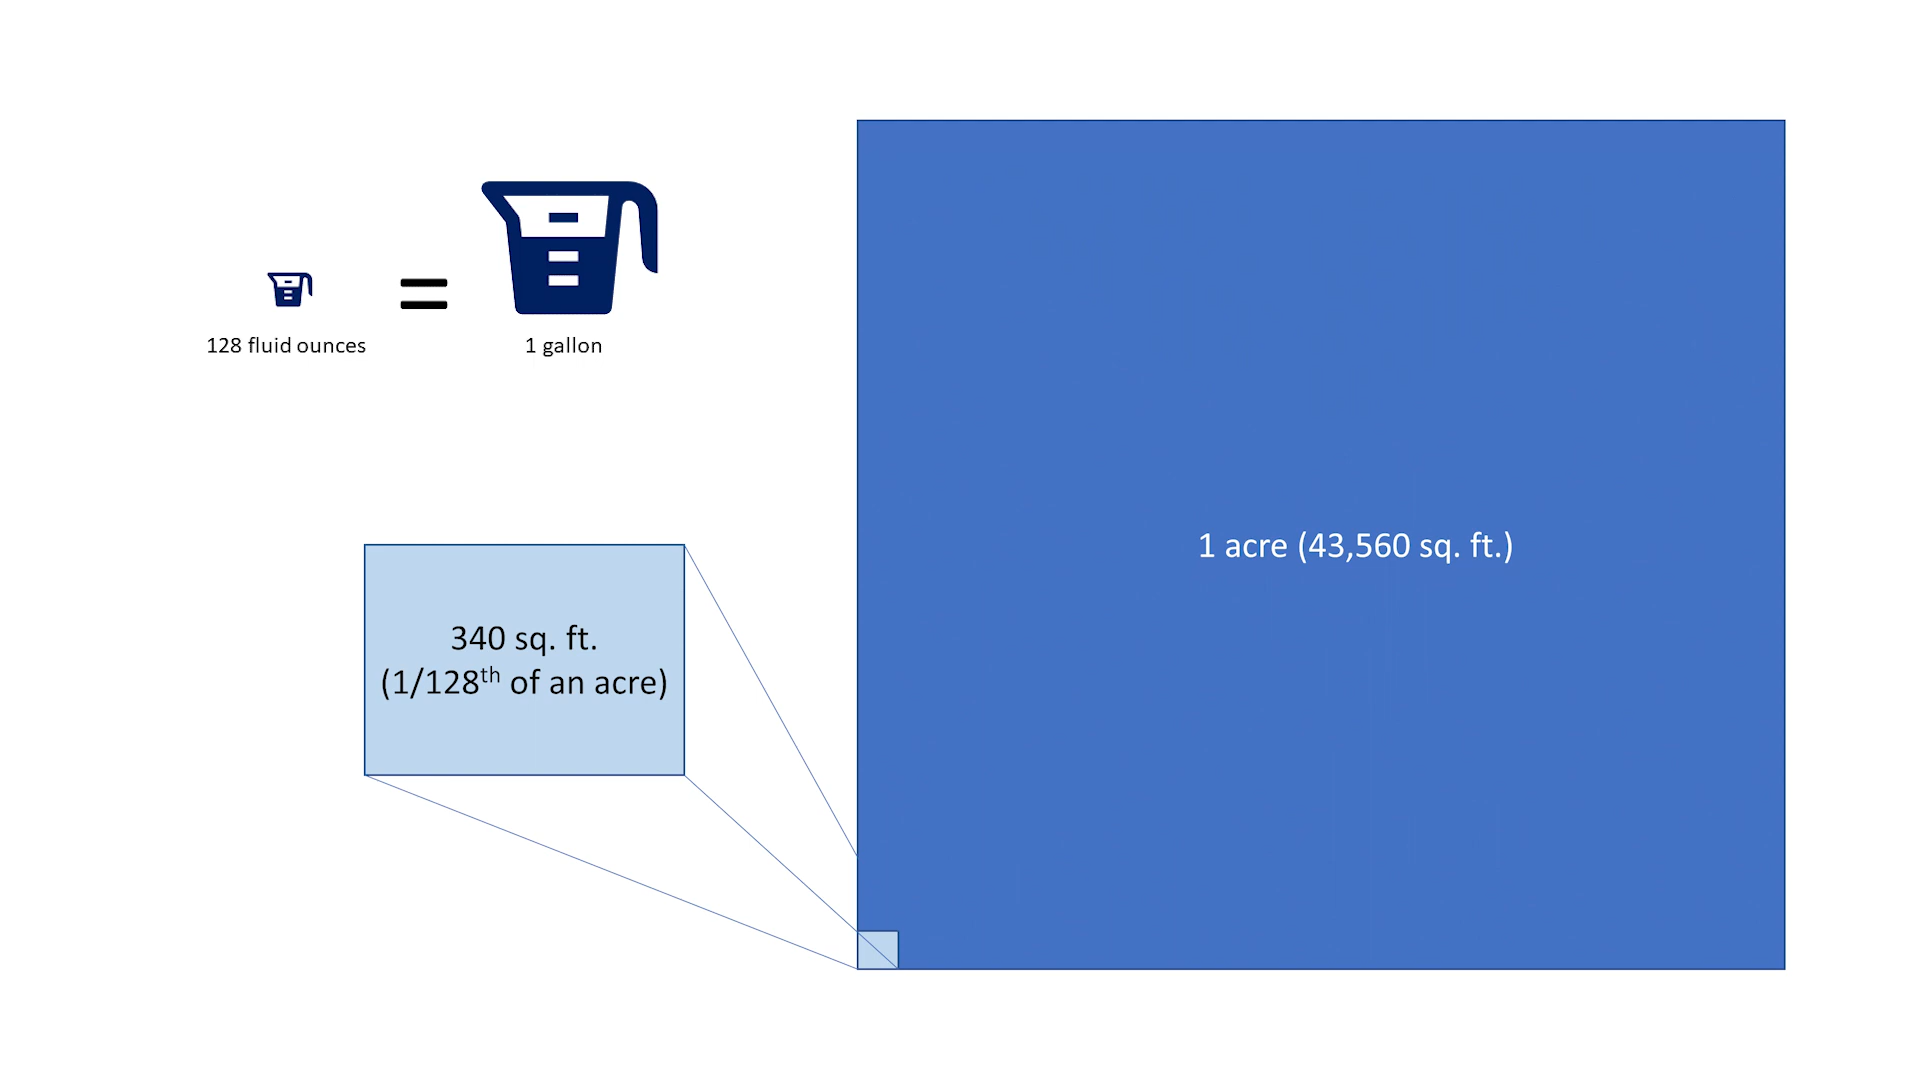 128 fluid ounces
=
1 gallon
340 sq. ft.
(1/128th of an acre)
1 acre (43,560 sq. ft.)